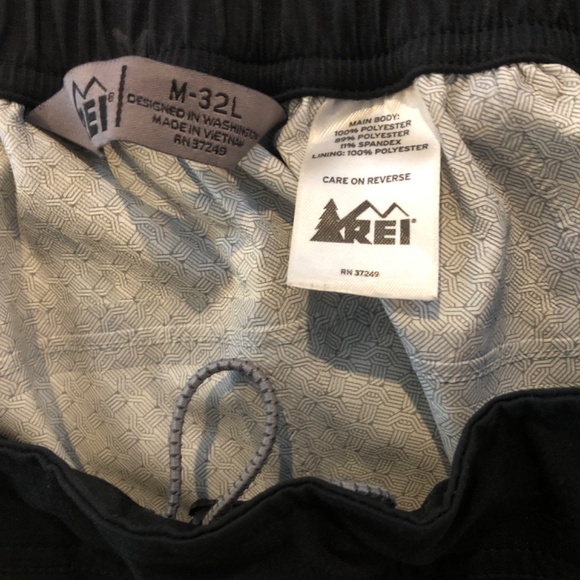 REI®
M-32L
DESIGNED IN WASHINGTON
MADE IN VIETNAM
RN 37249
MAIN BODY:
100% POLYESTER
89% POLYESTER
11% SPANDEX
LINING: 100% POLYESTER
CARE ON REVERSE
REI®
RN 37249